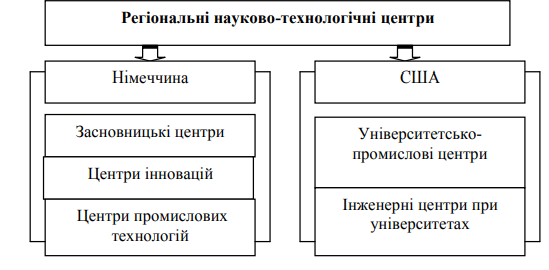 Регіональні науково-технологічні центри
Німеччина
Засновницькі центри
Центри інновацій
Центри промислових
технологій
США
Університетсько-
промислові центри
Інженерні центри при
університетах